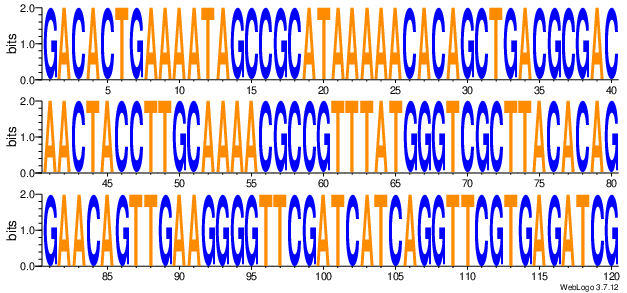 2.0
1.0
0.0
bits
GACACTGAAAATAGCCGCATAAAAACACAGCTGACGCGAC
5 10 15 20 25 30 35 40
2.0
1.0
0.0
bits
AACTACCTTGCAAAACGCCGTTTATGGGTCGCTTACACAG
45 50 55 60 65 70 75 80
2.0
1.0
0.0
bits
GAACAGTTGAAGGGGTTCGATCATCAGGTTCGTGAGATCG
85 90 95 100 105 110 115 120
WebLogo 3.7.12